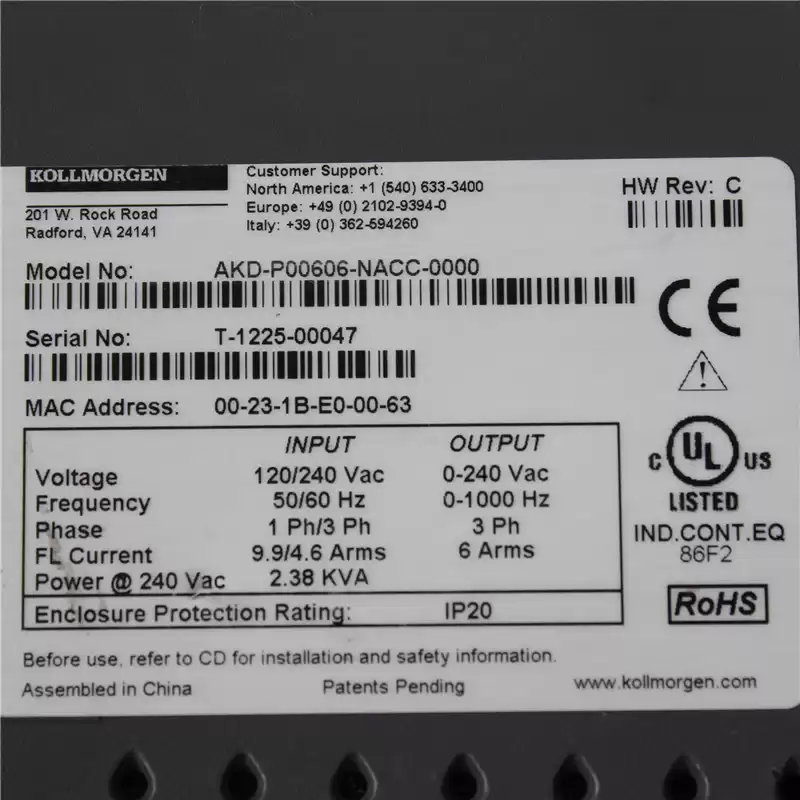 KOLLMORGEN
201 W. Rock Road
Radford, VA 24141
Customer Support:
North America: +1 (540) 633-3400
Europe: +49 (0) 2102-9394-0
Italy: +39 (0) 362-594260
HW Rev: C
Model No: AKD-P00606-NACC-0000
Serial No: T-1225-00047
MAC Address: 00-23-1B-E0-00-63
CE
INPUT OUTPUT
Voltage 120/240 Vac 0-240 Vac
Frequency 50/60 Hz 0-1000 Hz
Phase 1 Ph/3 Ph 3 Ph
FL Current 9.9/4.6 Arms 6 Arms
Power @ 240 Vac 2.38 KVA
Enclosure Protection Rating: IP20
C UL US
LISTED
IND.CONT.EQ
86F2
RoHS
Before use, refer to CD for installation and safety information.
Assembled in China Patents Pending www.kollmorgen.com